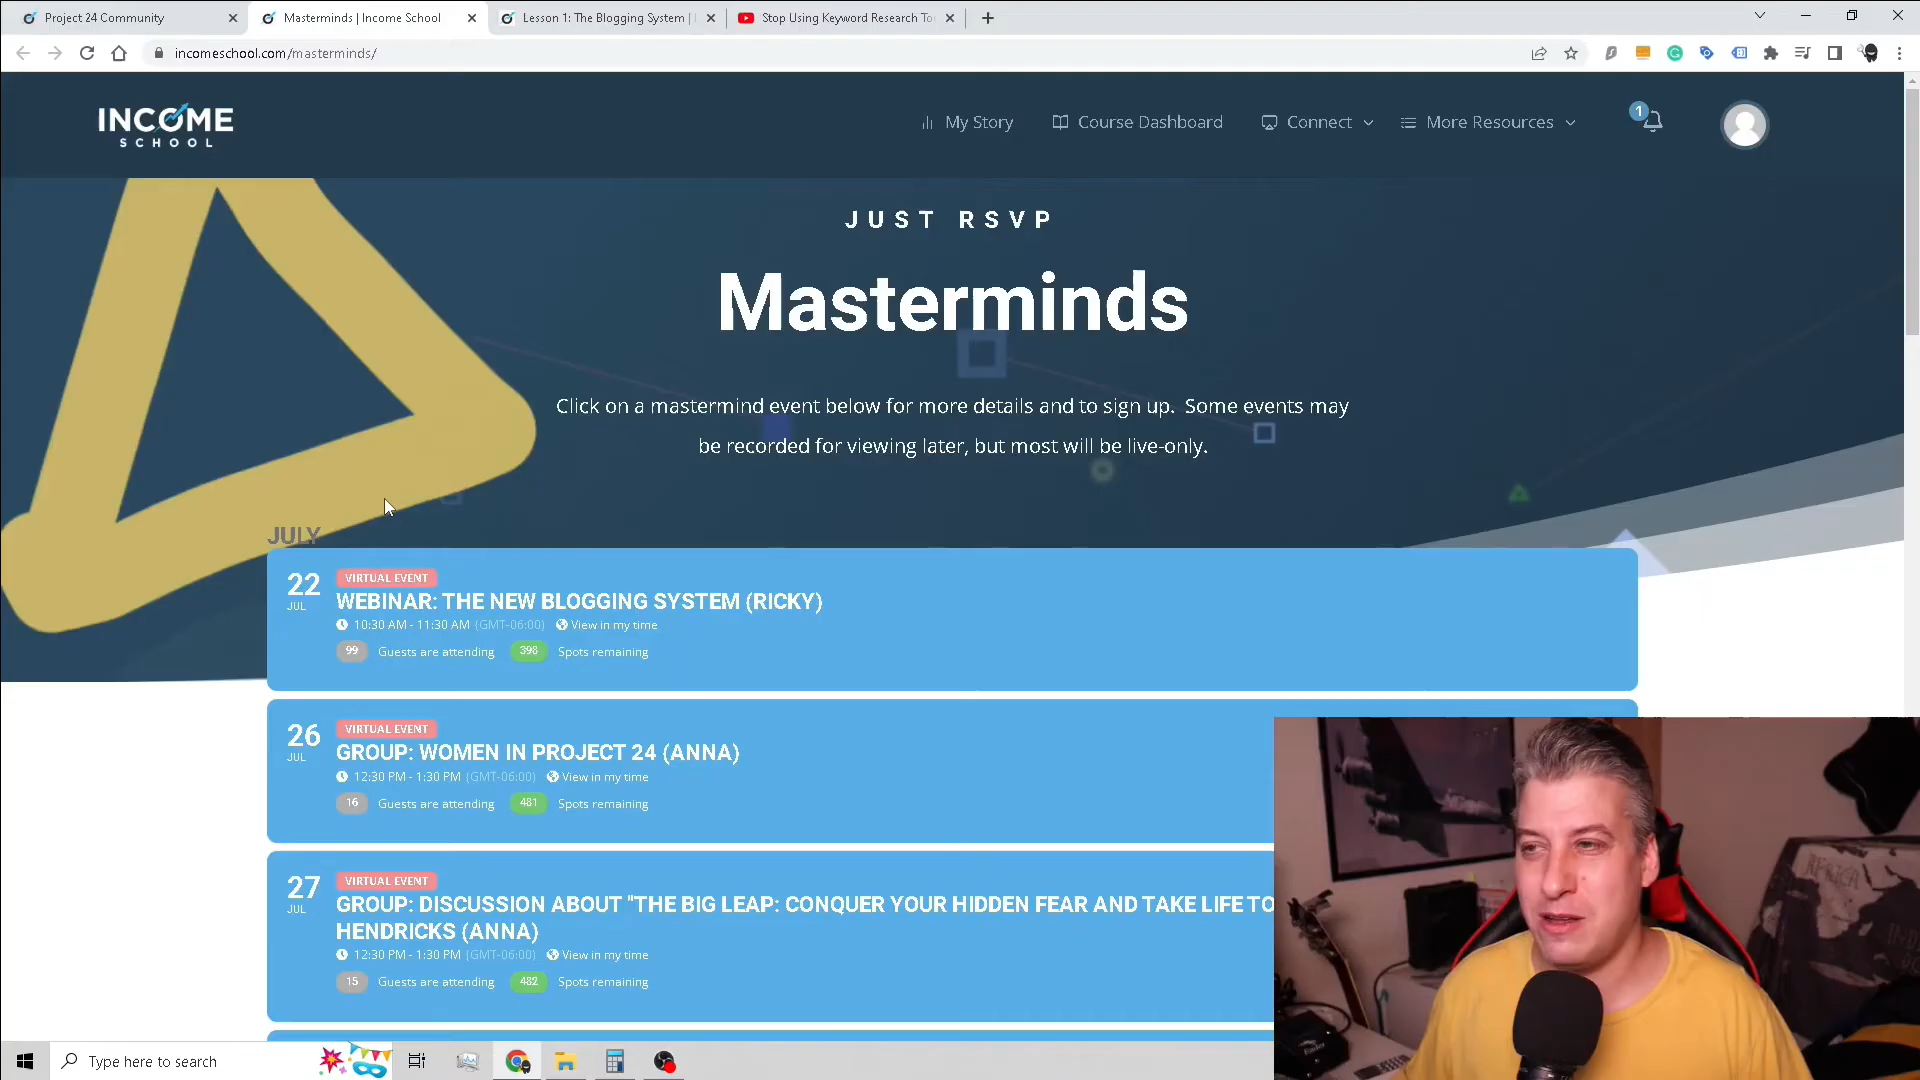 Project 24 Community
Masterminds | Income School
Lesson 1: The Blogging System |
Stop Using Keyword Research To
incomeschool.com/masterminds/
INCOME
SCHOOL
My Story
Course Dashboard
Connect
More Resources
1
JUST RSVP
Masterminds
Click on a mastermind event below for more details and to sign up. Some events may
be recorded for viewing later, but most will be live-only.
JULY
22
JUL
VIRTUAL EVENT
WEBINAR: THE NEW BLOGGING SYSTEM (RICKY)
10:30 AM - 11:30 AM (GMT-06:00) View in my time
99 Guests are attending 398 Spots remaining
26
JUL
VIRTUAL EVENT
GROUP: WOMEN IN PROJECT 24 (ANNA)
12:30 PM - 1:30 PM (GMT-06:00) View in my time
16 Guests are attending 481 Spots remaining
27
JUL
VIRTUAL EVENT
GROUP: DISCUSSION ABOUT "THE BIG LEAP: CONQUER YOUR HIDDEN FEAR AND TAKE LIFE TO
HENDRICKS (ANNA)
12:30 PM - 1:30 PM (GMT-06:00) View in my time
15 Guests are attending 482 Spots remaining
Type here to search
AFRICA